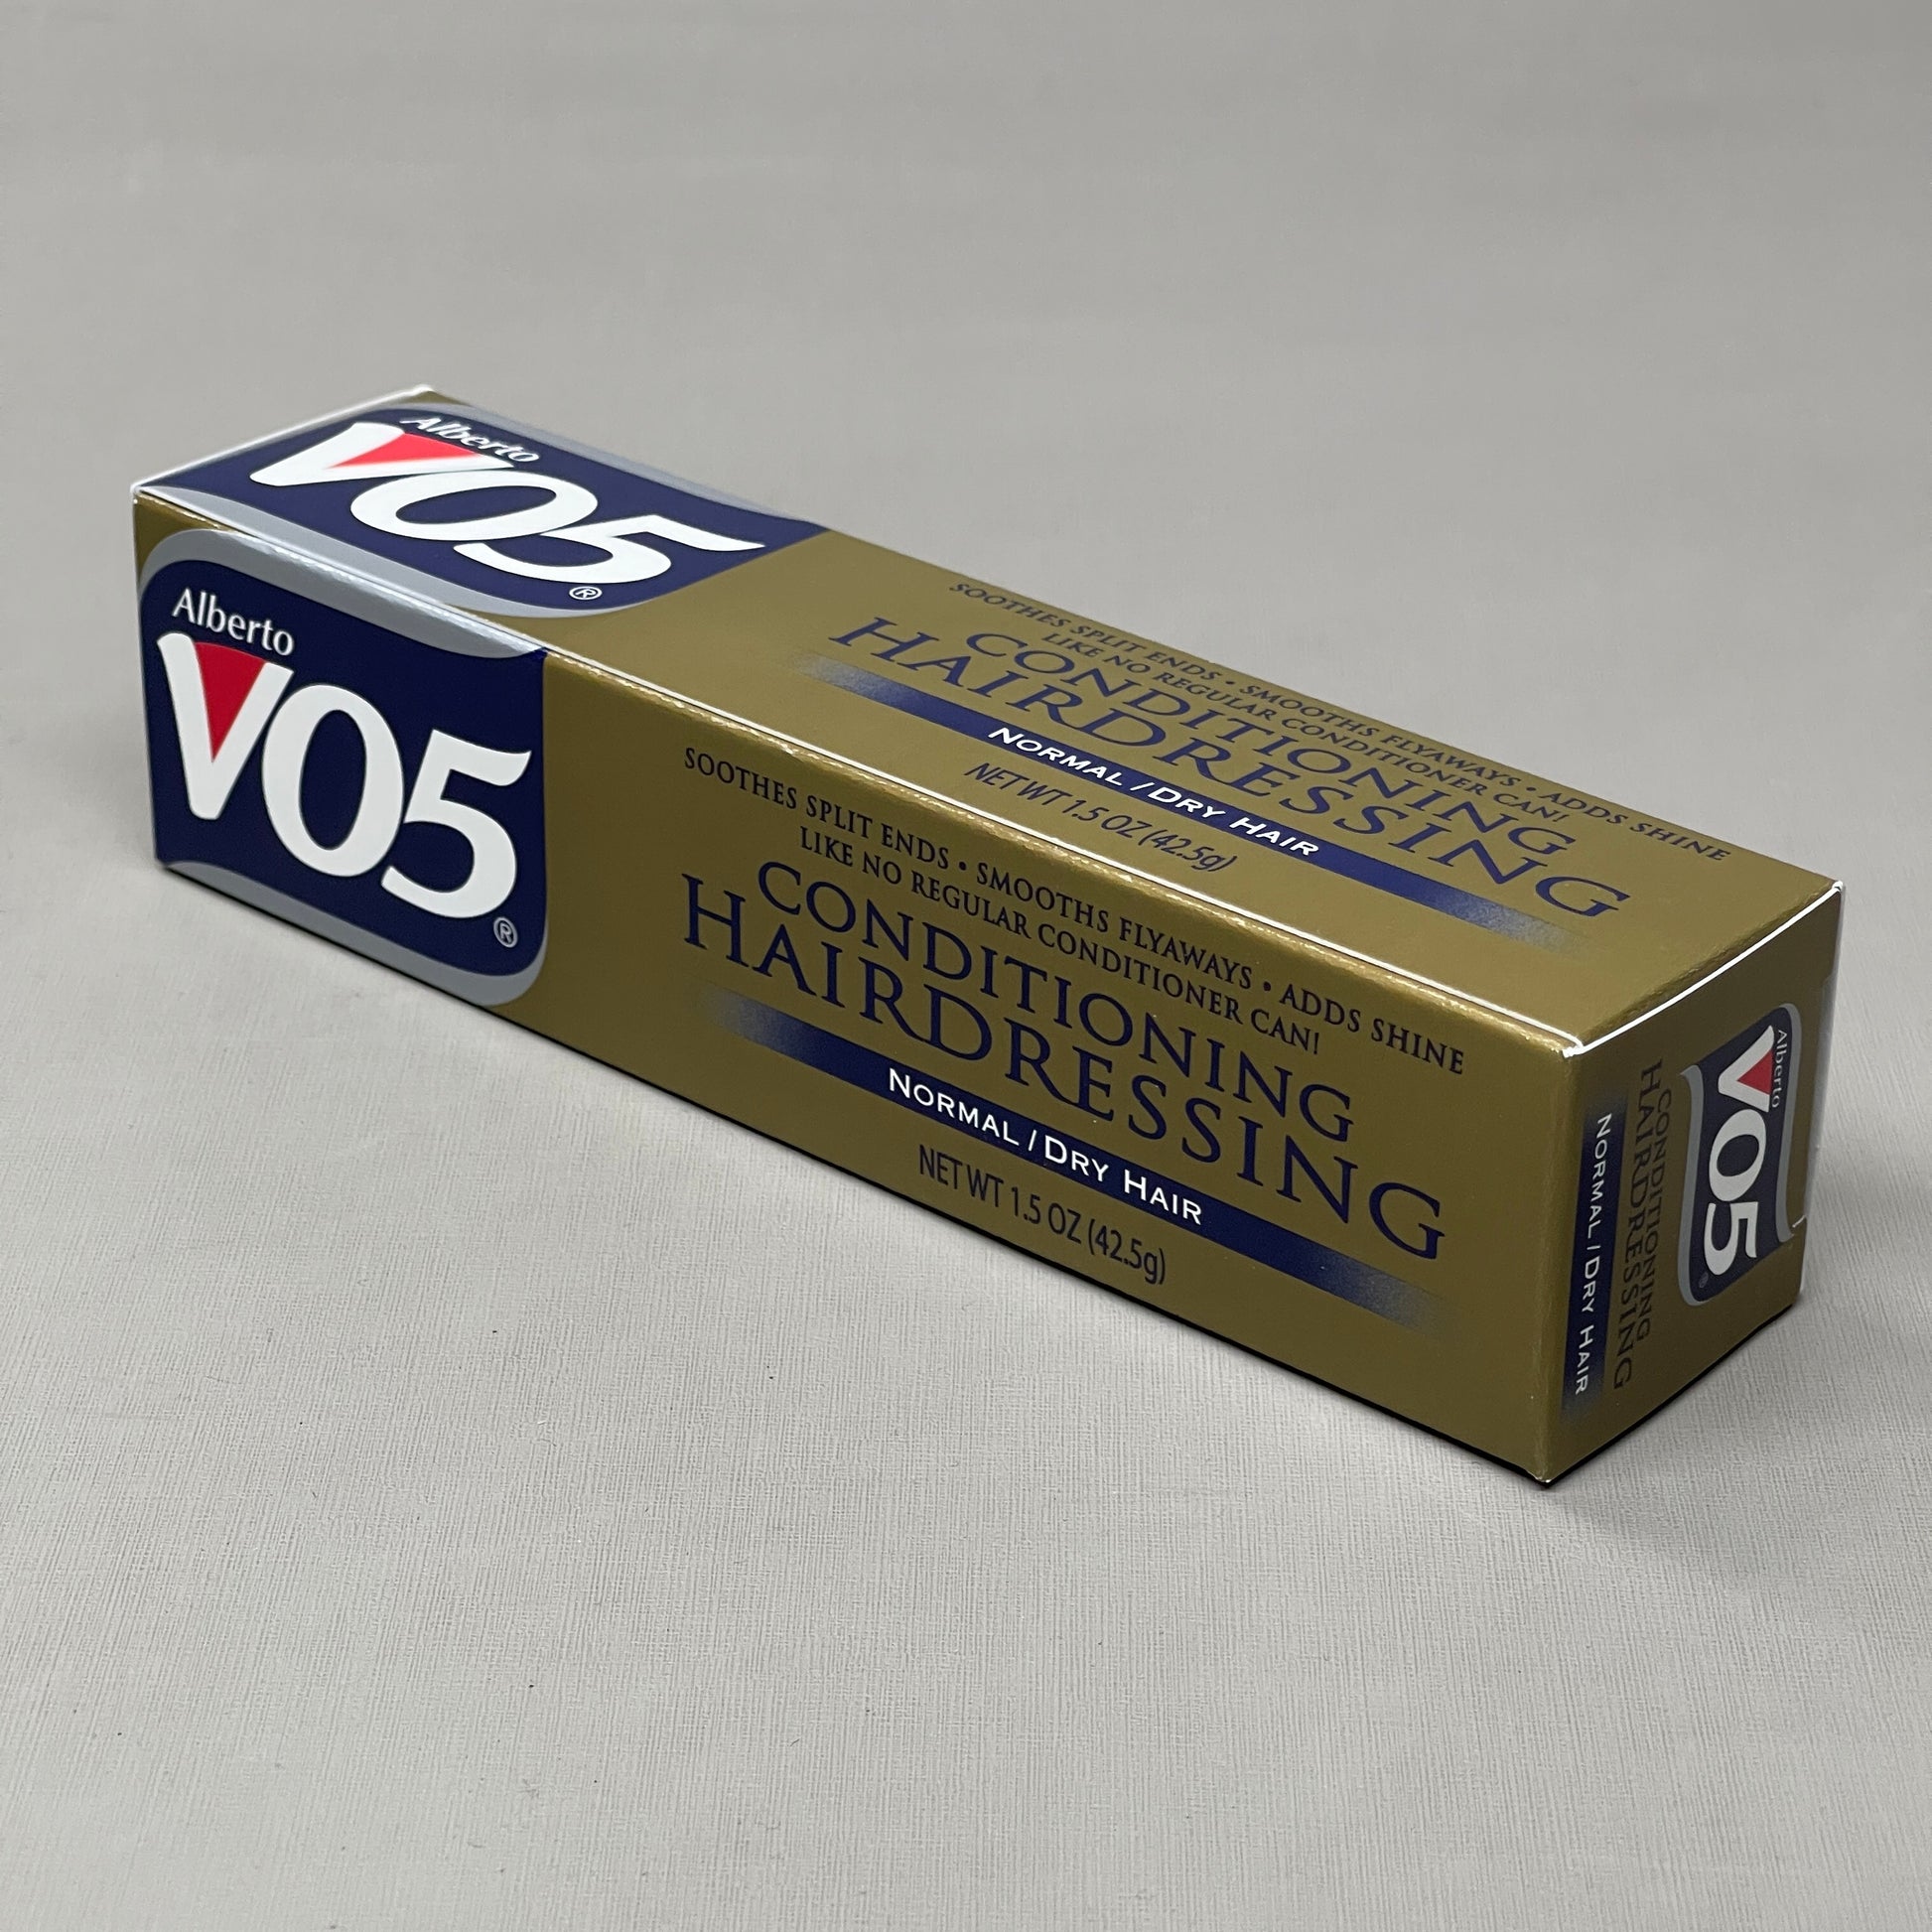 Alberto
VO5®
SOOTHES SPLIT ENDS • SMOOTHS FLYAWAYS • ADDS SHINE
LIKE NO REGULAR CONDITIONER CAN!
CONDITIONING
HAIRDRESSING
NORMAL / DRY HAIR
NET WT 1.5 OZ (42.5g)
Alberto
VO5®
SOOTHES SPLIT ENDS • SMOOTHS FLYAWAYS • ADDS SHINE
LIKE NO REGULAR CONDITIONER CAN!
CONDITIONING
HAIRDRESSING
NORMAL / DRY HAIR
NET WT 1.5 OZ (42.5g)
Alberto
VO5®
CONDITIONING
HAIRDRESSING
NORMAL / DRY HAIR